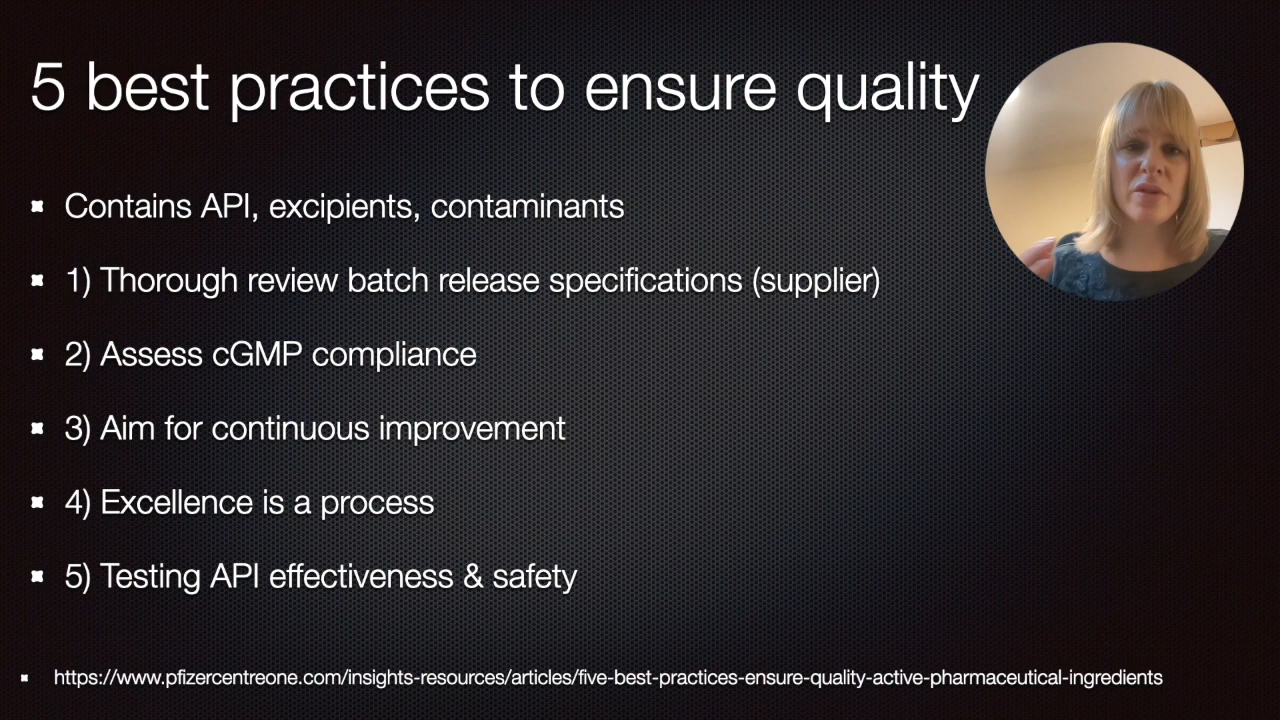 5 best practices to ensure quality
Contains API, excipients, contaminants
1) Thorough review batch release specifications (supplier)
2) Assess cGMP compliance
3) Aim for continuous improvement
4) Excellence is a process
5) Testing API effectiveness & safety
https://www.pfizercentreone.com/insights-resources/articles/five-best-practices-ensure-quality-active-pharmaceutical-ingredients